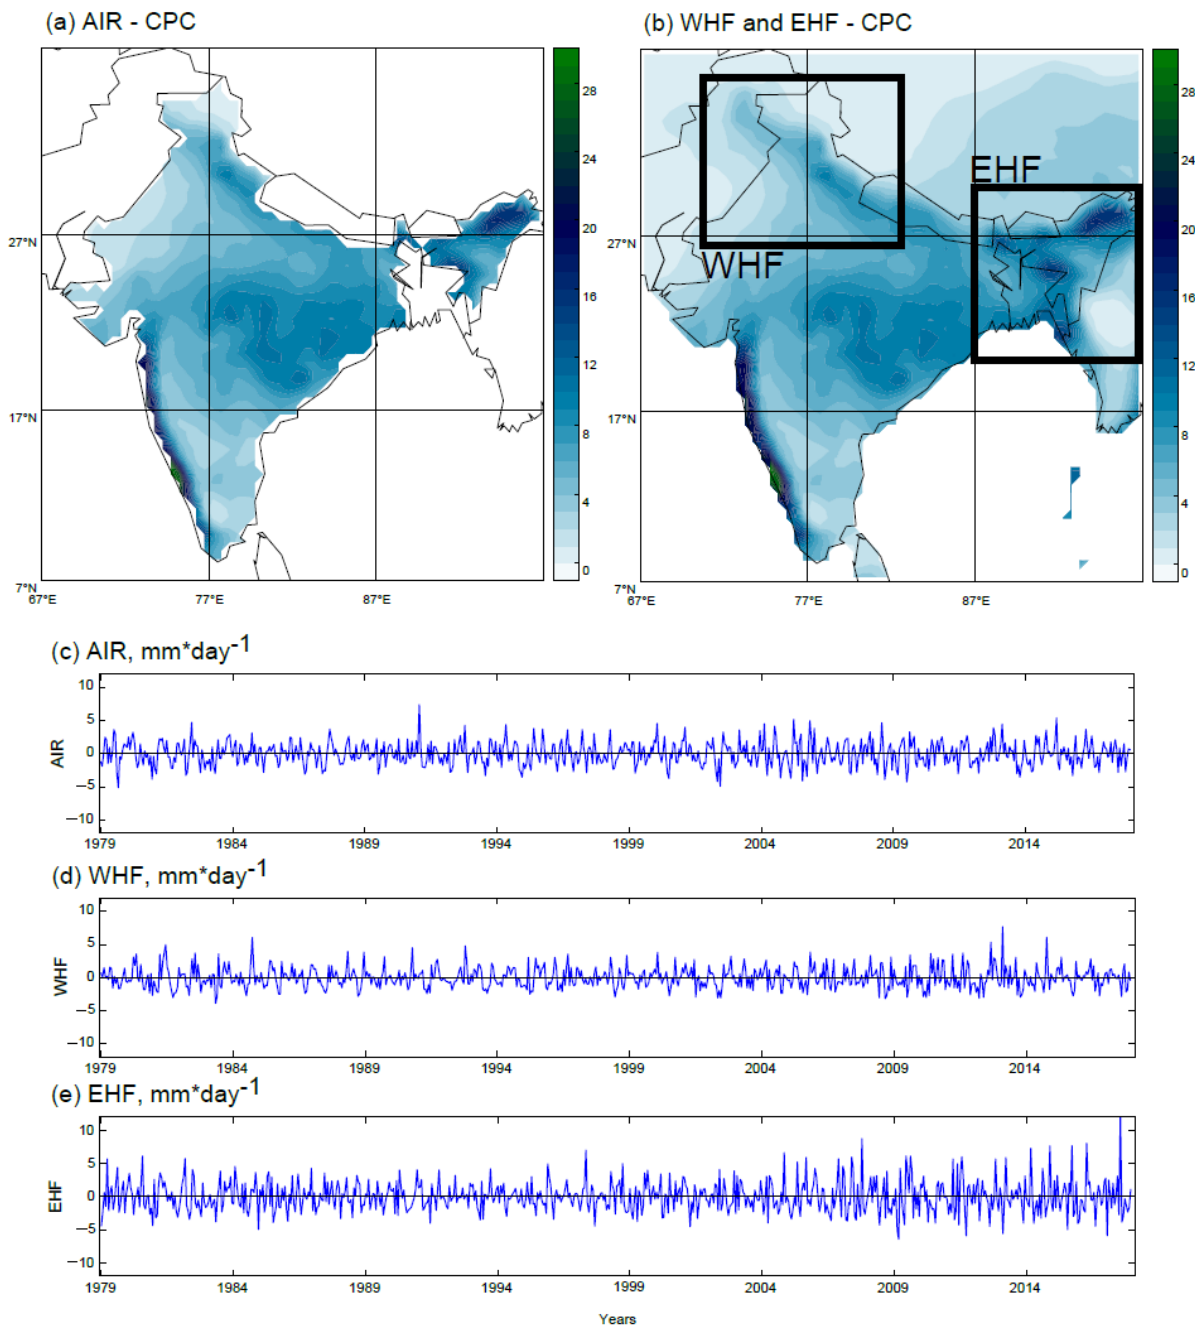 (a) AIR - CPC
(b) WHF and EHF - CPC
28
24
20
16
12
8
4
0
27°N
17°N
7°N
67°E
77°E
87°E
EHF
WHF
28
24
20
16
12
8
4
0
27°N
17°N
7°N
67°E
77°E
87°E
(c) AIR, mm*day-1
AIR
10
5
0
−5
−10
1979 1984 1989 1994 1999 2004 2009 2014
(d) WHF, mm*day-1
WHF
10
5
0
−5
−10
1979 1984 1989 1994 1999 2004 2009 2014
(e) EHF, mm*day-1
EHF
10
5
0
−5
−10
1979 1984 1989 1994 1999 2004 2009 2014
Years